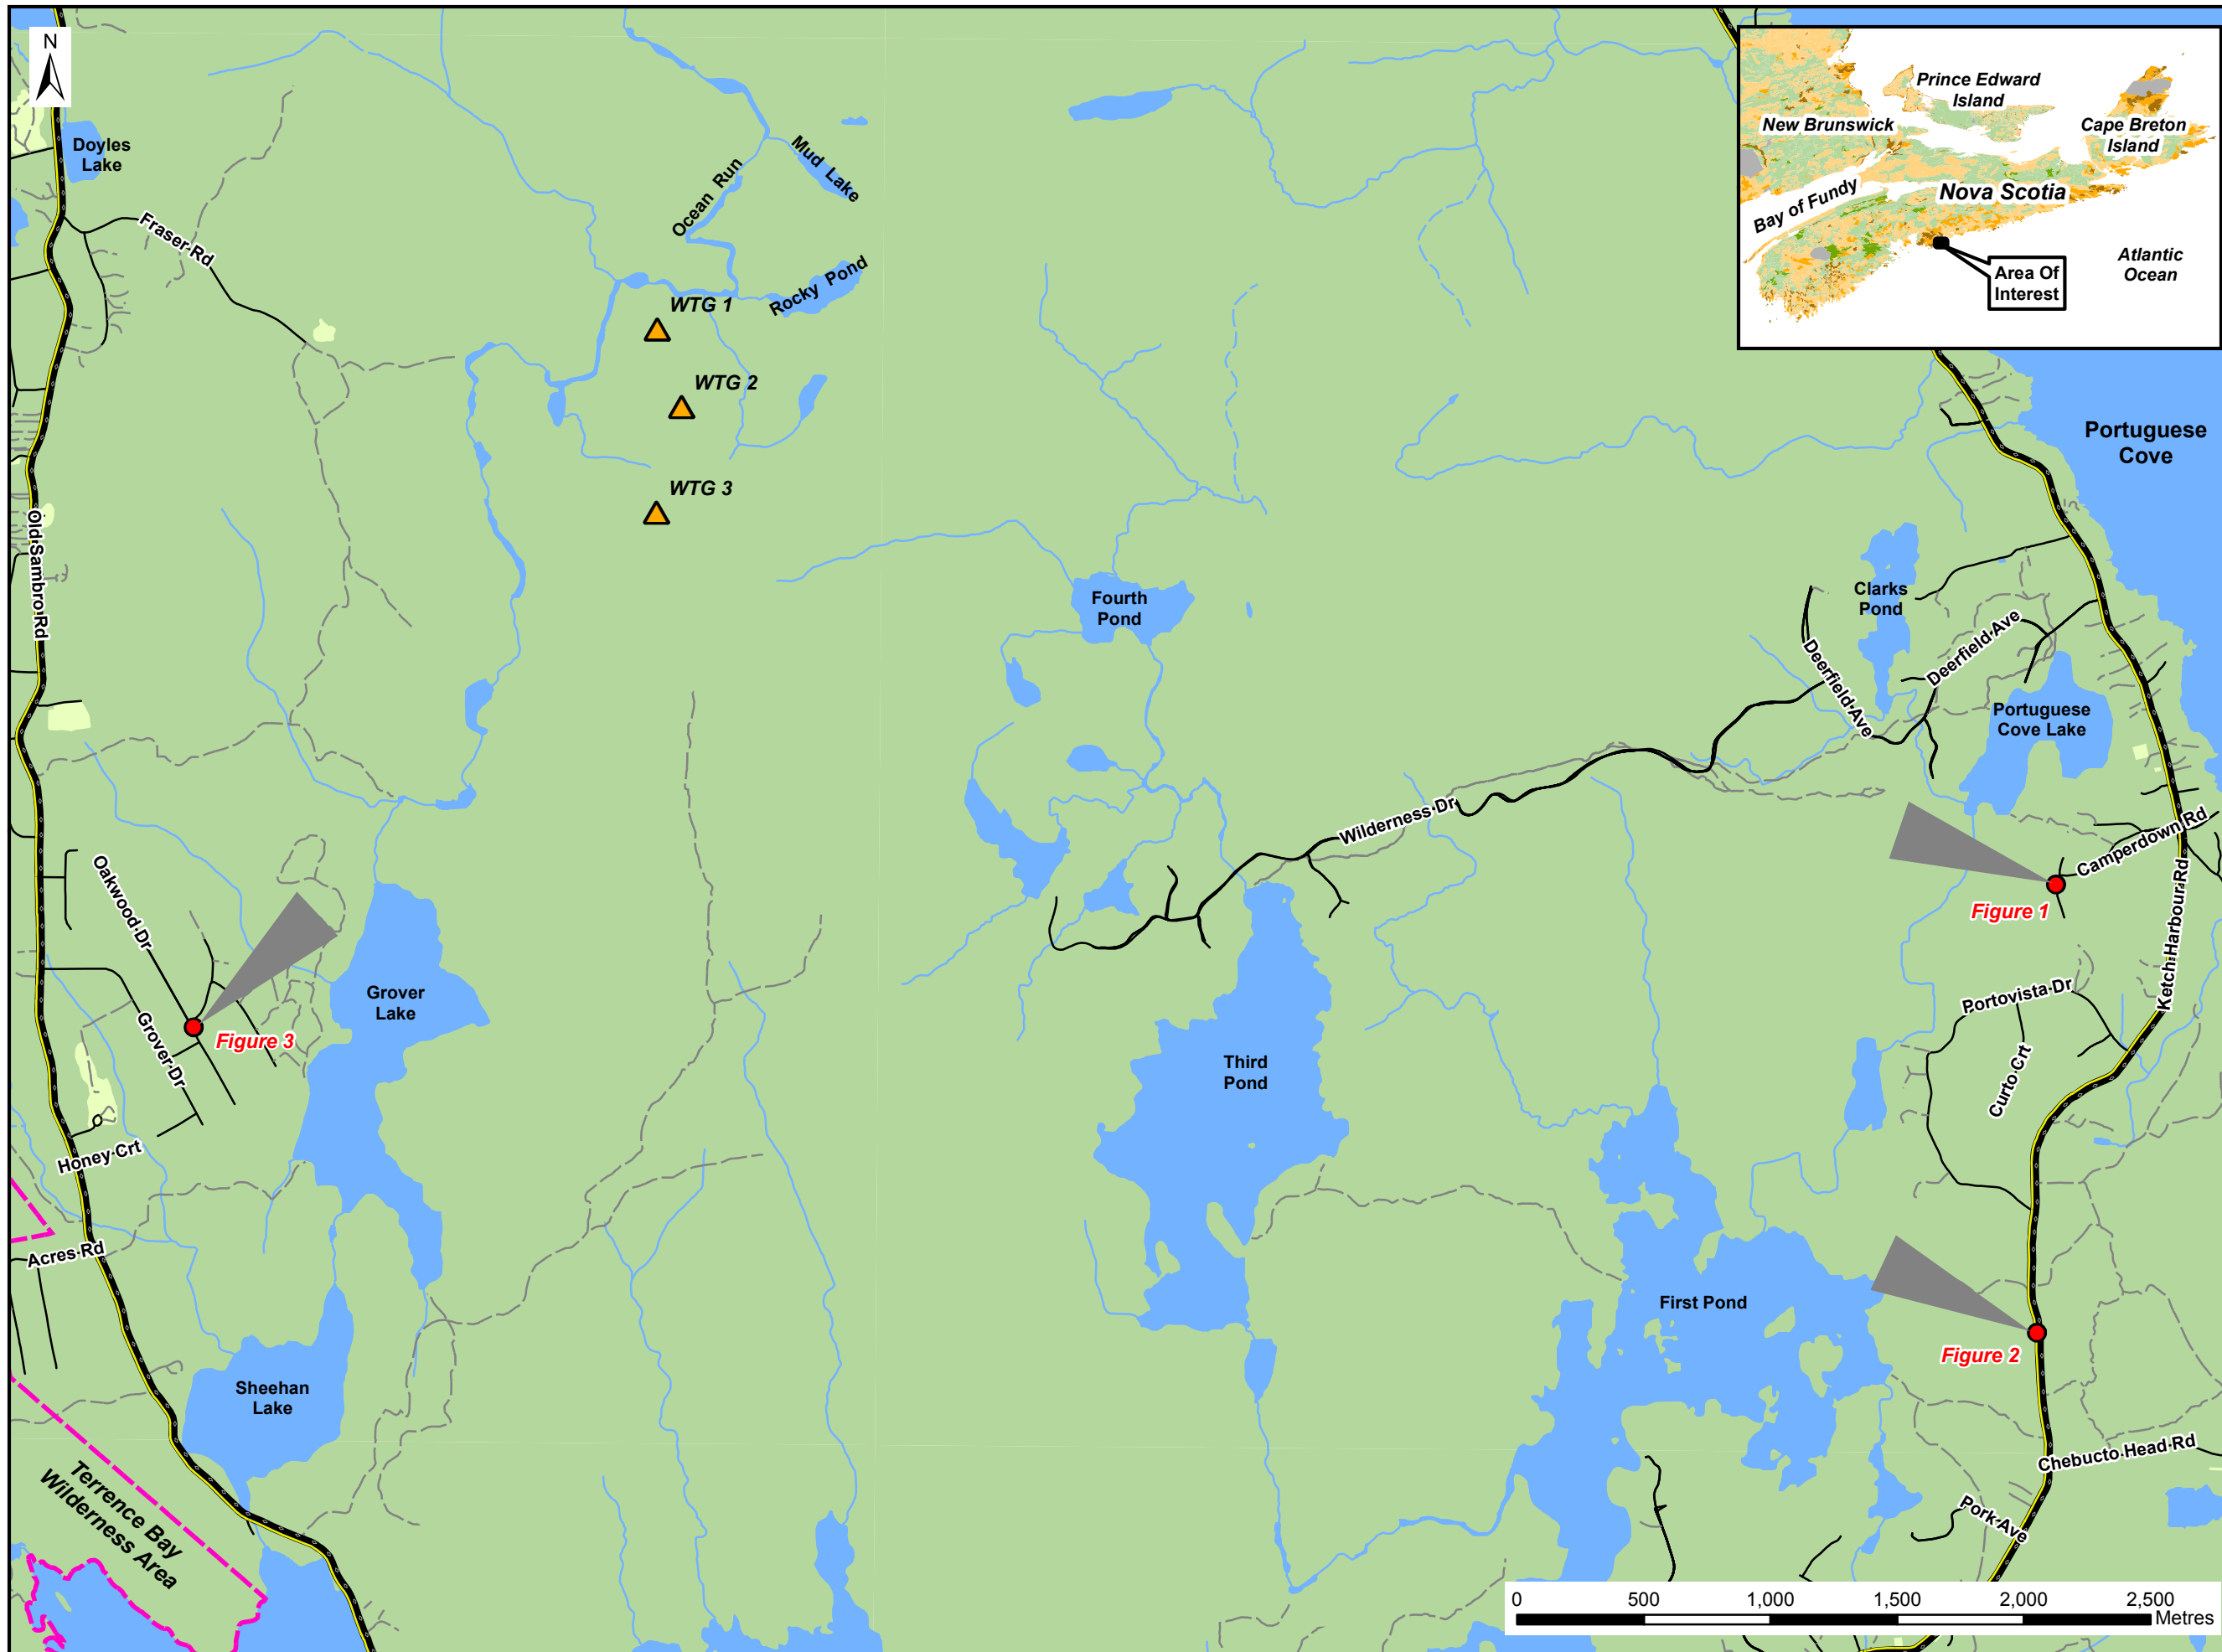 N
Doyles
Lake
Fraser Rd
Ocean Run
Mud Lake
Rocky Pond
WTG 1
WTG 2
WTG 3
Prince Edward
Island
New Brunswick
Cape Breton
Island
Bay of Fundy
Nova Scotia
Atlantic
Ocean
Area Of
Interest
Portuguese
Cove
Old Sambro Rd
Fourth
Pond
Clarks
Pond
Deerfield Ave
Deerfield Ave
Portuguese
Cove Lake
Wilderness Dr
Camperdown Rd
Figure 1
Ketch Harbour Rd
Oakwood Dr
Grover
Lake
Figure 3
Grover Dr
Portovista Dr
Curto Crt
Third
Pond
Honey Crt
Acres Rd
First Pond
Figure 2
Sheehan
Lake
Chebucto Head Rd
Pork Ave
Terrence Bay
Wilderness Area
0 500 1,000 1,500 2,000 2,500
Metres